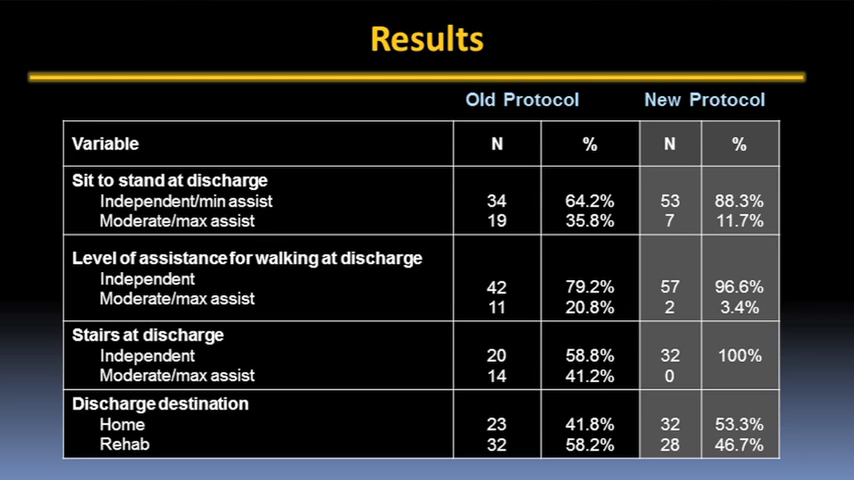 Results
Old Protocol New Protocol
Variable N % N %
Sit to stand at discharge
Independent/min assist 34 64.2% 53 88.3%
Moderate/max assist 19 35.8% 7 11.7%
Level of assistance for walking at discharge
Independent 42 79.2% 57 96.6%
Moderate/max assist 11 20.8% 2 3.4%
Stairs at discharge
Independent 20 58.8% 32 100%
Moderate/max assist 14 41.2% 0
Discharge destination
Home 23 41.8% 32 53.3%
Rehab 32 58.2% 28 46.7%